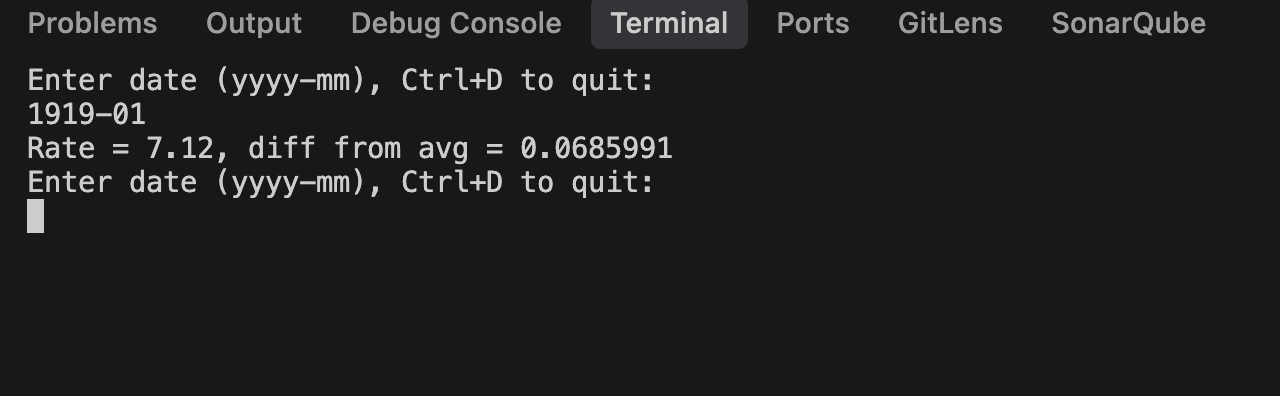 Problems Output Debug Console Terminal Ports GitLens SonarQube
Enter date (yyyy-mm), Ctrl+D to quit:
1919-01
Rate = 7.12, diff from avg = 0.0685991
Enter date (yyyy-mm), Ctrl+D to quit: